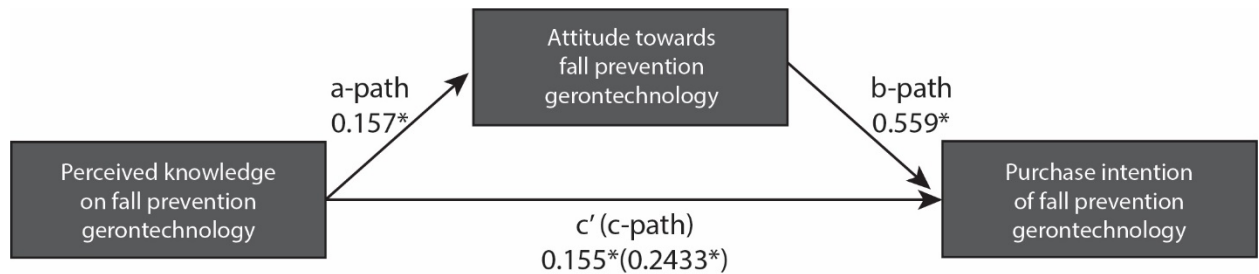 Attitude towards
fall prevention
gerontechnology
a-path
0.157*
b-path
0.559*
Perceived knowledge
on fall prevention
gerontechnology
Purchase intention
of fall prevention
gerontechnology
c’ (c-path)
0.155*(0.2433*)